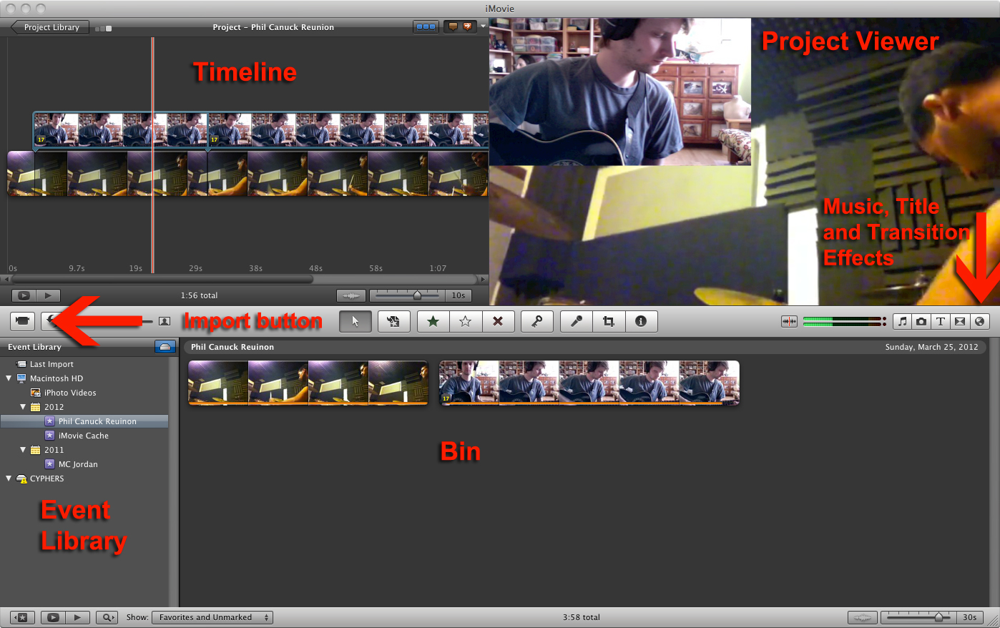 iMovie
Project Library
Project - Phil Canuck Reunion
Timeline
Project Viewer
17
17
Music, Title
and Transition
Effects
0s 9.7s 19s 29s 38s 48s 58s 1:07
1:56 total
10s
Import button
T
Event Library
Phil Canuck Reuinon
Sunday, March 25, 2012
Last Import
Macintosh HD
iPhoto Videos
2012
Phil Canuck Reuinon
iMovie Cache
2011
MC Jordan
CYPHERS
17
Bin
Event
Library
Show:
Favorites and Unmarked
3:58 total
30s